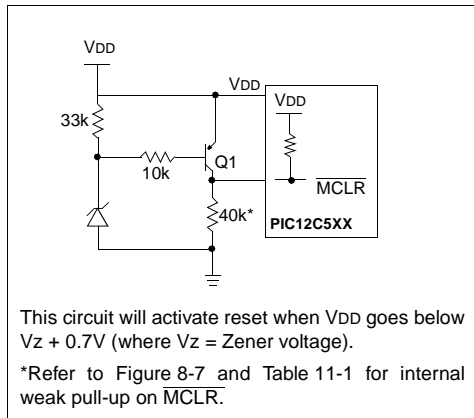 VDD
VDD
33k
VDD
10k
Q1
MCLR
40k*
PIC12C5XX
This circuit will activate reset when VDD goes below
Vz + 0.7V (where Vz = Zener voltage).
*Refer to Figure 8-7 and Table 11-1 for internal
weak pull-up on MCLR.